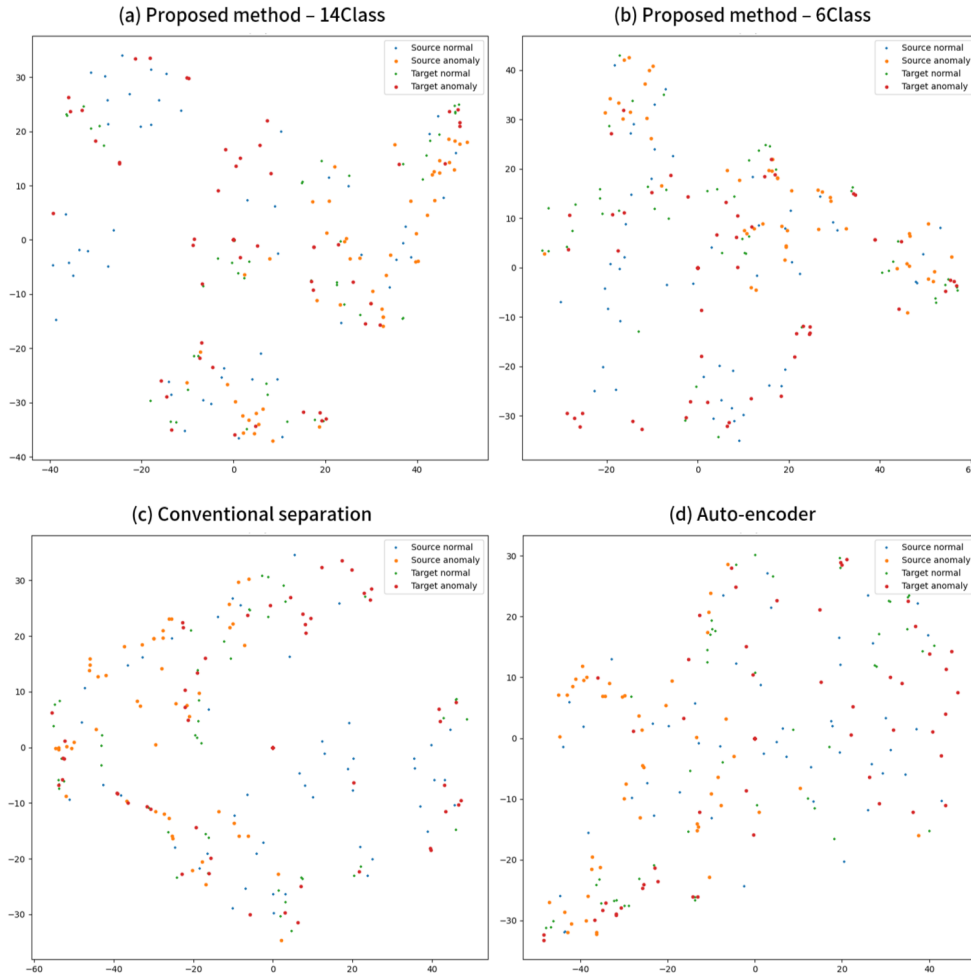 (a) Proposed method – 14Class
Source normal
Source anomaly
Target normal
Target anomaly
30
20
10
0
−10
−20
−30
−40
−40 −20 0 20 40
(b) Proposed method – 6Class
Source normal
Source anomaly
Target normal
Target anomaly
40
30
20
10
0
−10
−20
−30
−20 0 20 40
(c) Conventional separation
Source normal
Source anomaly
Target normal
Target anomaly
30
20
10
0
−10
−20
−30
−60 −40 −20 0 20 40
(d) Auto-encoder
Source normal
Source anomaly
Target normal
Target anomaly
30
20
10
0
−10
−20
−30
−40 −20 0 20 40